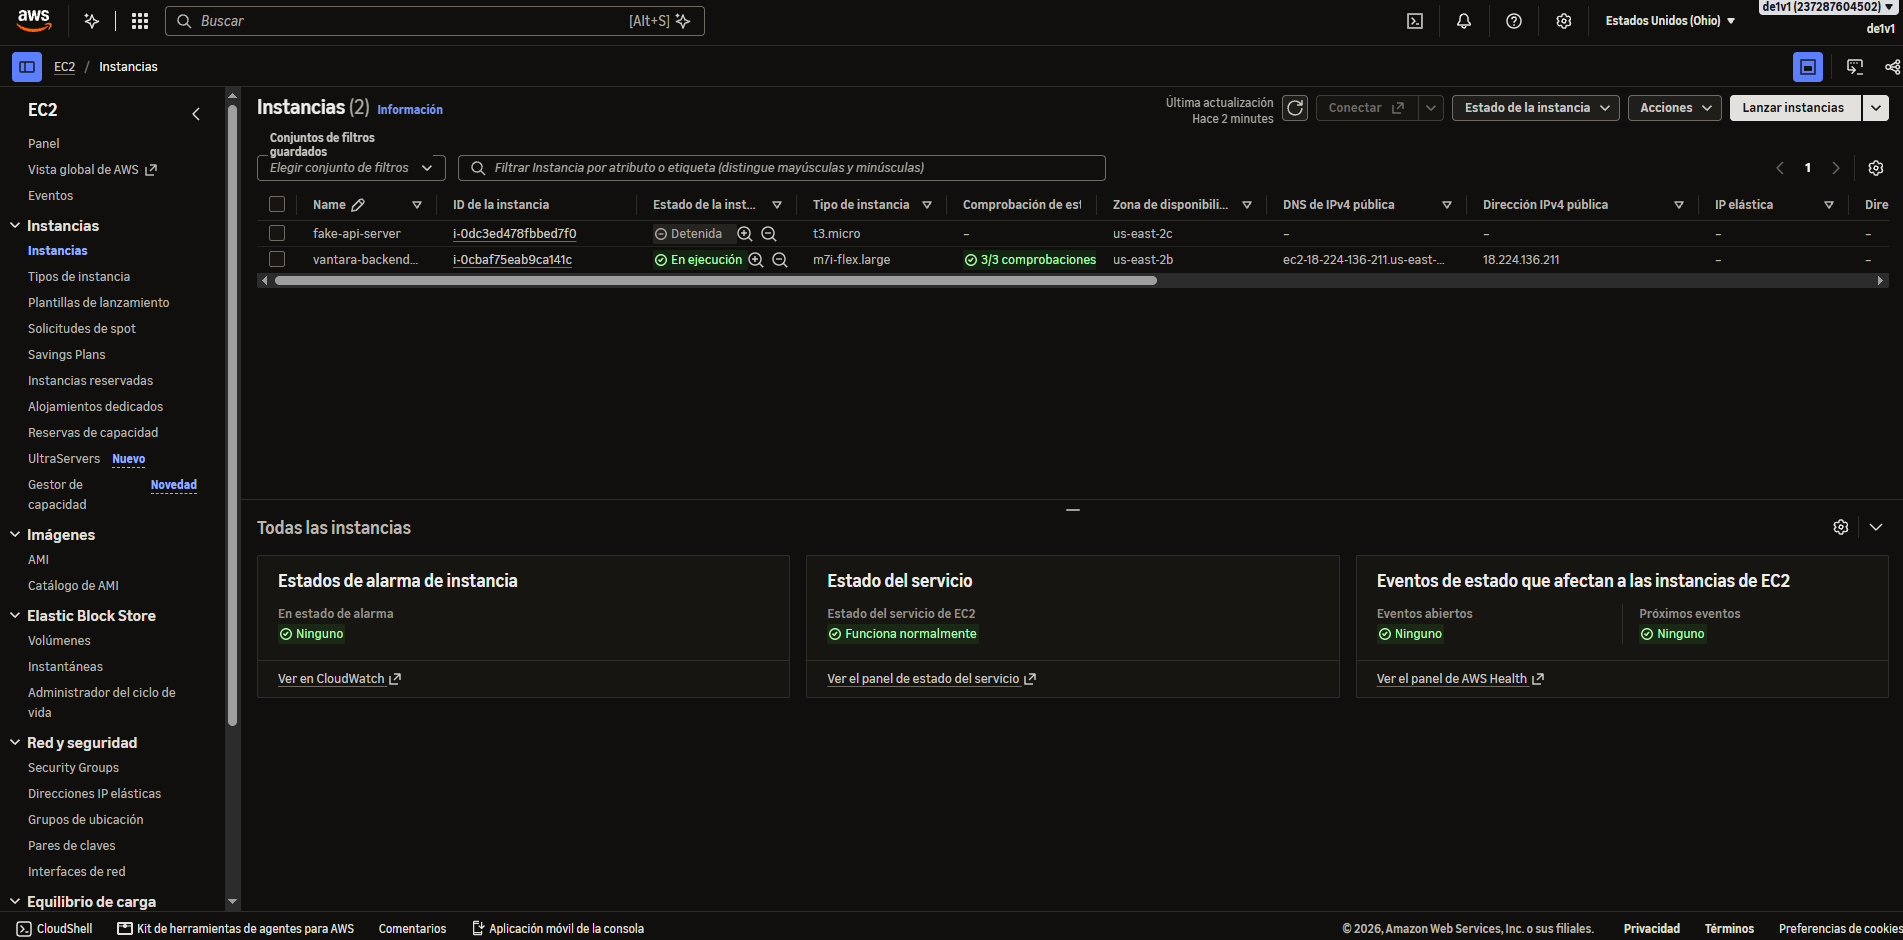 aws
Buscar
[Alt+S]
Estados Unidos (Ohio)
de1v1 (237287604502)
de1v1
EC2 / Instancias
EC2
Panel
Vista global de AWS
Eventos
Instancias
Instancias
Tipos de instancia
Plantillas de lanzamiento
Solicitudes de spot
Savings Plans
Instancias reservadas
Alojamientos dedicados
Reservas de capacidad
UltraServers Nuevo
Gestor de capacidad Novedad
Imágenes
AMI
Catálogo de AMI
Elastic Block Store
Volúmenes
Instantáneas
Administrador del ciclo de
vida
Red y seguridad
Security Groups
Direcciones IP elásticas
Grupos de ubicación
Pares de claves
Interfaces de red
Equilibrio de carga
Instancias (2) Información
Última actualización
Hace 2 minutes
Conectar
Estado de la instancia
Acciones
Lanzar instancias
Conjuntos de filtros
guardados
Elegir conjunto de filtros
Filtrar Instancia por atributo o etiqueta (distingue mayúsculas y minúsculas)
1
Name ID de la instancia Estado de la inst... Tipo de instancia Comprobación de est Zona de disponibili... DNS de IPv4 pública Dirección IPv4 pública IP elástica Dire
fake-api-server i-0dc3ed478fbbed7f0 Detenida t3.micro – us-east-2c – – – –
vantara-backend... i-0cbaf75eab9ca141c En ejecución m7i-flex.large 3/3 comprobaciones us-east-2b ec2-18-224-136-211.us-east-... 18.224.136.211 – –
Todas las instancias
Estados de alarma de instancia
En estado de alarma
Ninguno
Ver en CloudWatch
Estado del servicio
Estado del servicio de EC2
Funciona normalmente
Ver el panel de estado del servicio
Eventos de estado que afectan a las instancias de EC2
Eventos abiertos
Ninguno
Próximos eventos
Ninguno
Ver el panel de AWS Health
CloudShell
Kit de herramientas de agentes para AWS
Comentarios
Aplicación móvil de la consola
© 2026, Amazon Web Services, Inc. o sus filiales.
Privacidad
Términos
Preferencias de cookies